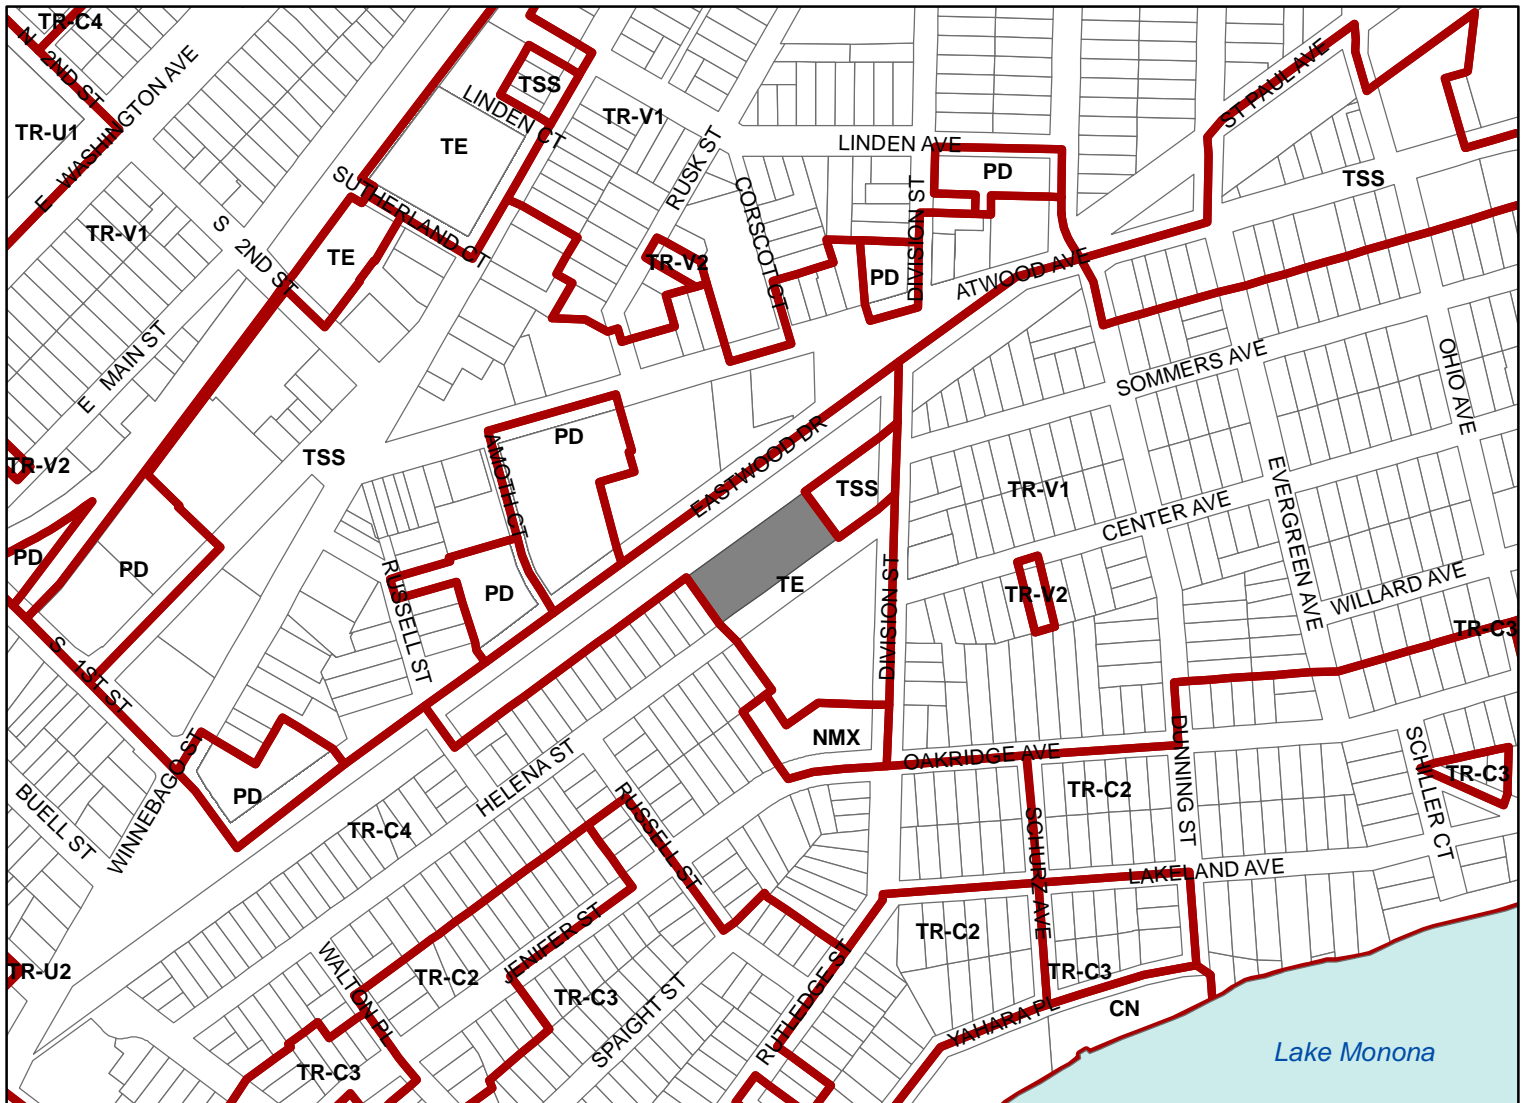 TR-C4
N 2ND ST
E WASHINGTON AVE
TR-U1
TSS
LINDEN CT
TE
TR-V1
RUSK ST
LINDEN AVE
PD
ST PAUL AVE
TSS
SUTHERLAND CT
TR-V1
S 2ND ST
TE
TR-V2
CORSCOT CT
PD
DIVISION ST
ATWOOD AVE
E MAIN ST
SOMMERS AVE
OHIO AVE
TR-V2
TSS
AMOTH CT
PD
EASTWOOD DR
TSS
TR-V1
CENTER AVE
EVERGREEN AVE
PD
PD
RUSSELL ST
PD
TE
DIVISION ST
TR-V2
WILLARD AVE
TR-C3
S 1ST ST
WINNEBAGO ST
NMX
OAKRIDGE AVE
DUNNING ST
SCHILLER CT
TR-C3
BUELL ST
PD
HELENA ST
TR-C4
RUSSELL ST
TR-C2
SCHURZ AVE
LAKELAND AVE
TR-U2
WALTON PL
TR-C2
JENIFER ST
TR-C3
SPAIGHT ST
RUTLEDGE ST
TR-C2
TR-C3
YAHARA PL
CN
TR-C3
Lake Monona